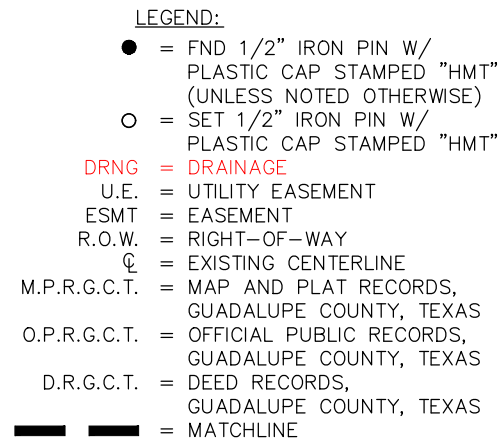 LEGEND:
● = FND 1/2" IRON PIN W/
PLASTIC CAP STAMPED "HMT"
(UNLESS NOTED OTHERWISE)
○ = SET 1/2" IRON PIN W/
PLASTIC CAP STAMPED "HMT"
DRNG = DRAINAGE
U.E. = UTILITY EASEMENT
ESMT = EASEMENT
R.O.W. = RIGHT-OF-WAY
℄ = EXISTING CENTERLINE
M.P.R.G.C.T. = MAP AND PLAT RECORDS,
GUADALUPE COUNTY, TEXAS
O.P.R.G.C.T. = OFFICIAL PUBLIC RECORDS,
GUADALUPE COUNTY, TEXAS
D.R.G.C.T. = DEED RECORDS,
GUADALUPE COUNTY, TEXAS
= MATCHLINE